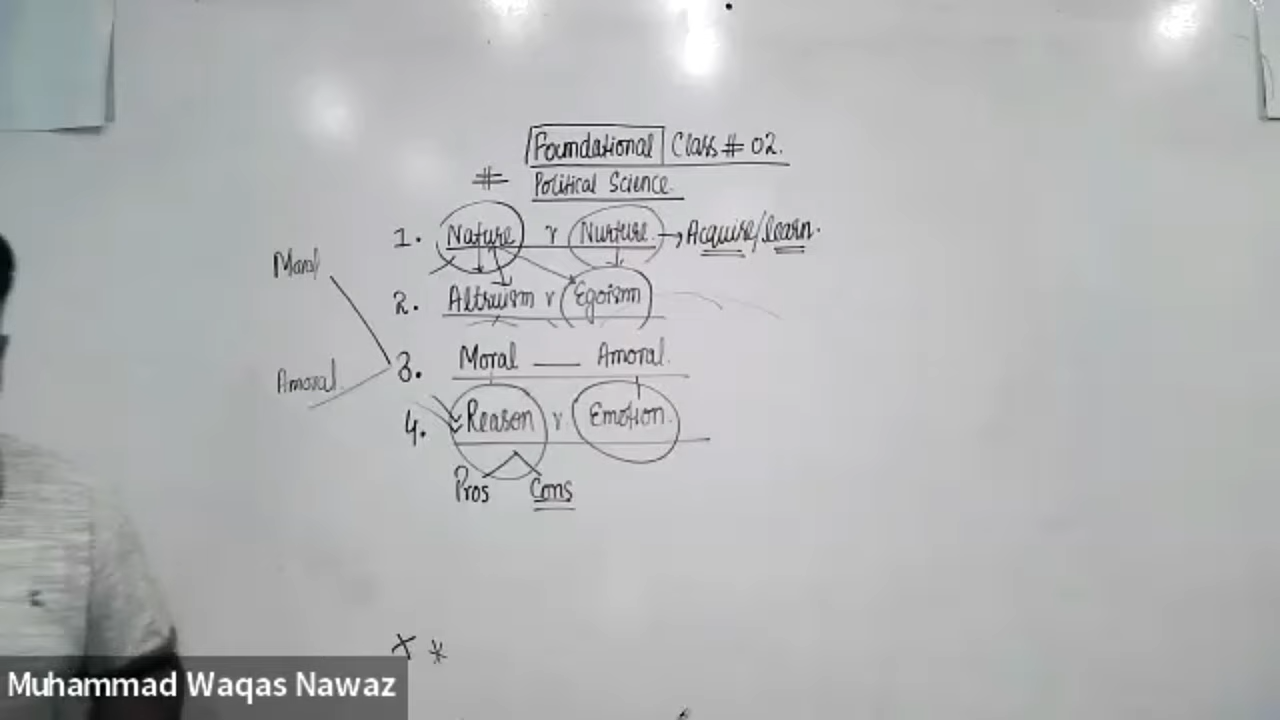 Foundational Class # 02.
# Political Science.
1. Nature v Nurture. → Acquire/learn.
Moral
2. Altruism v Egoism
3. Moral — Amoral.
Amoral.
4. Reason v. Emotion.
Pros Cons
x *
Muhammad Waqas Nawaz